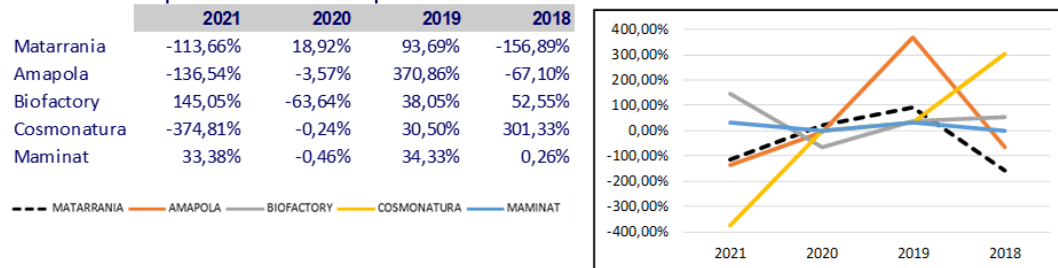 2021 2020 2019 2018
Matarrania -113,66% 18,92% 93,69% -156,89%
Amapola -136,54% -3,57% 370,86% -67,10%
Biofactory 145,05% -63,64% 38,05% 52,55%
Cosmonatura -374,81% -0,24% 30,50% 301,33%
Maminat 33,38% -0,46% 34,33% 0,26%
MATARRANIA AMAPOLA BIOFACTORY COSMONATURA MAMINAT
400,00%
300,00%
200,00%
100,00%
0,00%
-100,00%
-200,00%
-300,00%
-400,00%
2021 2020 2019 2018